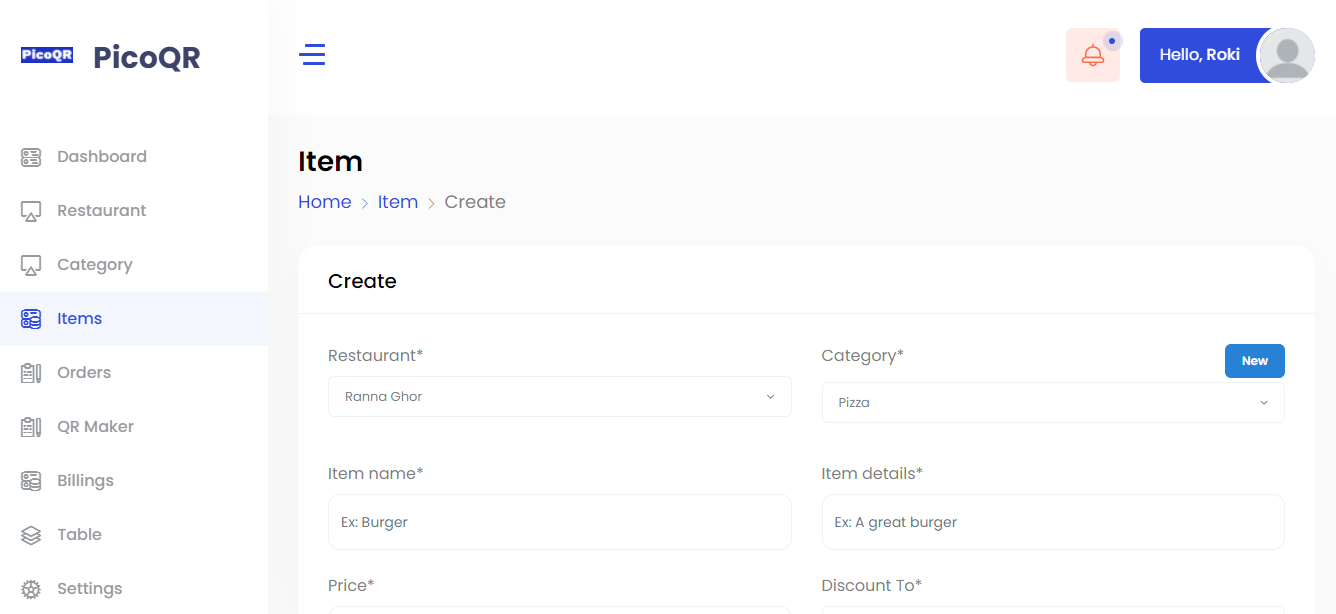 PicoQR PicoQR
Hello, Roki
Dashboard
Restaurant
Category
Items
Orders
QR Maker
Billings
Table
Settings
Item
Home > Item > Create
Create
Restaurant*
Ranna Ghor
Category*
New
Pizza
Item name*
Ex: Burger
Item details*
Ex: A great burger
Price*
Discount To*